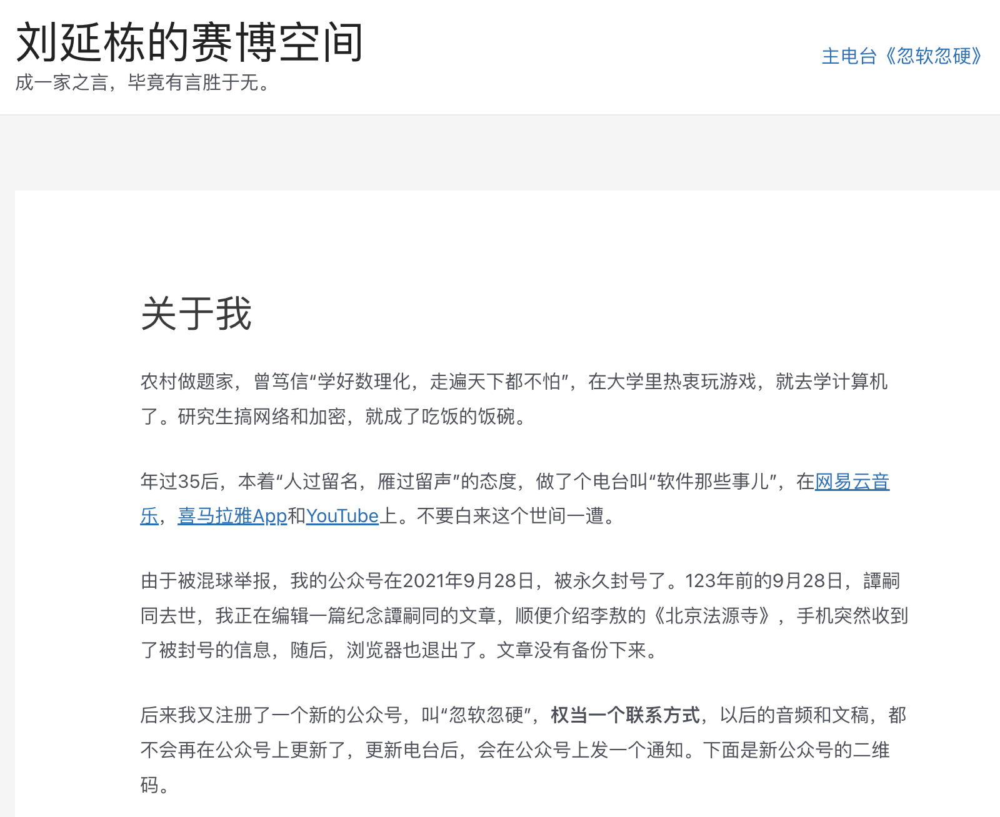 刘延栋的赛博空间
成一家之言，毕竟有言胜于无。
主电台《忽软忽硬》
关于我
农村做题家，曾笃信“学好数理化，走遍天下都不怕”，在大学里热衷玩游戏，就去学计算机
了。研究生搞网络和加密，就成了吃饭的饭碗。
年过35后，本着“人过留名，雁过留声”的态度，做了个电台叫“软件那些事儿”，在网易云音
乐，喜马拉雅App和YouTube上。不要白来这个世间一遭。
由于被混球举报，我的公众号在2021年9月28日，被永久封号了。123年前的9月28日，譚嗣
同去世，我正在编辑一篇纪念譚嗣同的文章，顺便介绍李敖的《北京法源寺》，手机突然收到
了被封号的信息，随后，浏览器也退出了。文章没有备份下来。
后来我又注册了一个新的公众号，叫“忽软忽硬”，权当一个联系方式，以后的音频和文稿，都
不会再在公众号上更新了，更新电台后，会在公众号上发一个通知。下面是新公众号的二维
码。